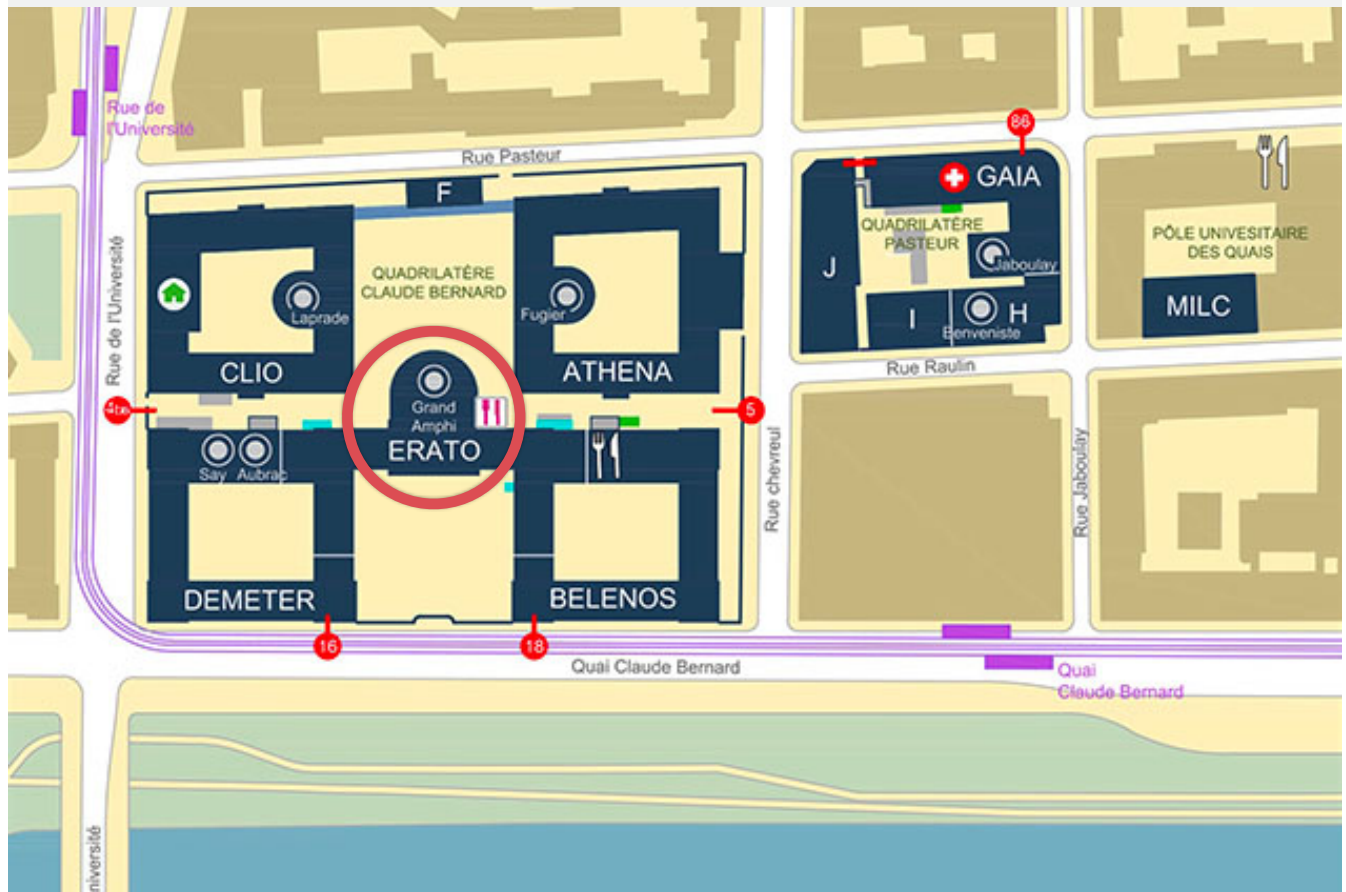 Rue de
l'Université
86
Rue Pasteur
F
GAIA
QUADRILATÈRE
PASTEUR
PÔLE UNIVESITAIRE
DES QUAIS
Rue de l'Université
QUADRILATÈRE
CLAUDE BERNARD
J
Jaboulay
Laprade
Fugier
I
H
MILC
Benveniste
CLIO
ATHENA
Rue Raulin
Grand
Amphi
5
ERATO
Say
Aubrac
Rue chevreul
Rue Jaboulay
DEMETER
BELENOS
16
18
Quai Claude Bernard
Quai
Claude Bernard
niversité